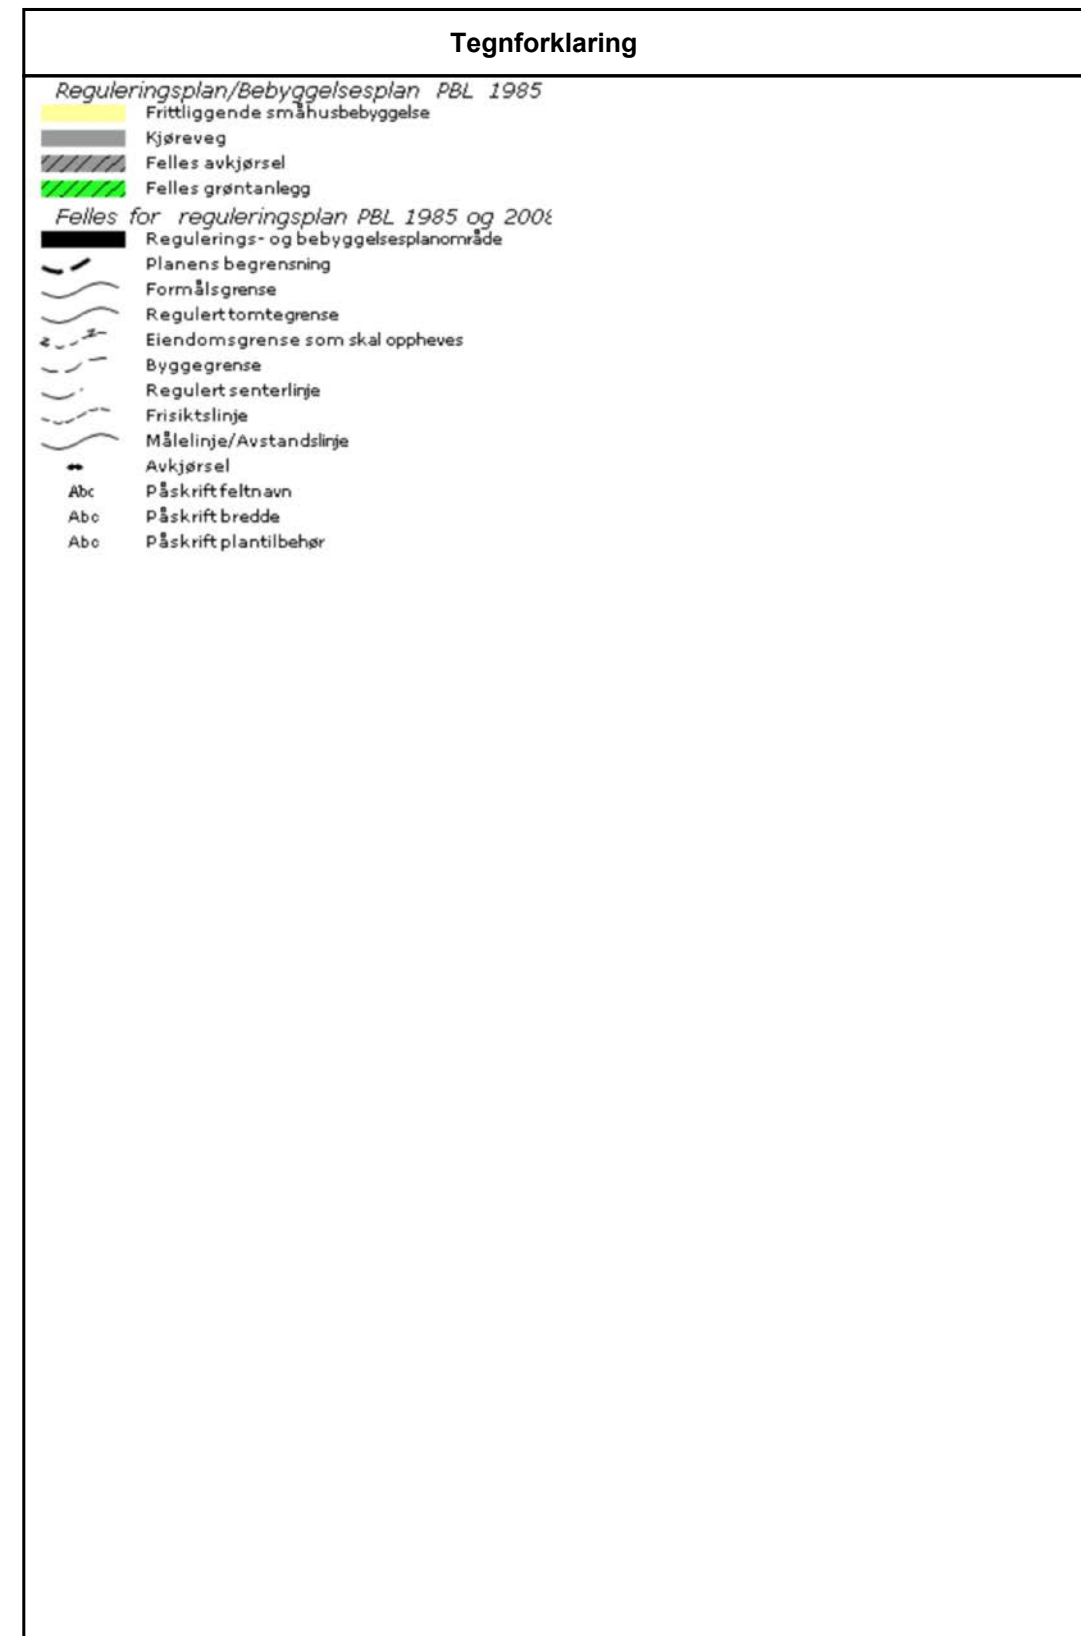 Tegnforklaring
Reguleringsplan/Bebyggelsesplan PBL 1985
Frittliggende småhusbebyggelse
Kjøreveg
Felles avkjørsel
Felles grøntanlegg
Felles for reguleringsplan PBL 1985 og 2008
Regulerings- og bebyggelsesplanområde
Planens begrensning
Formålsgrense
Regulert tomtegrense
Eiendomsgrense som skal oppheves
Byggegrense
Regulert senterlinje
Frisiktslinje
Målelinje/Avstandslinje
Avkjørsel
Abc Påskrift feltnavn
Abc Påskrift bredde
Abc Påskrift plantilbehør